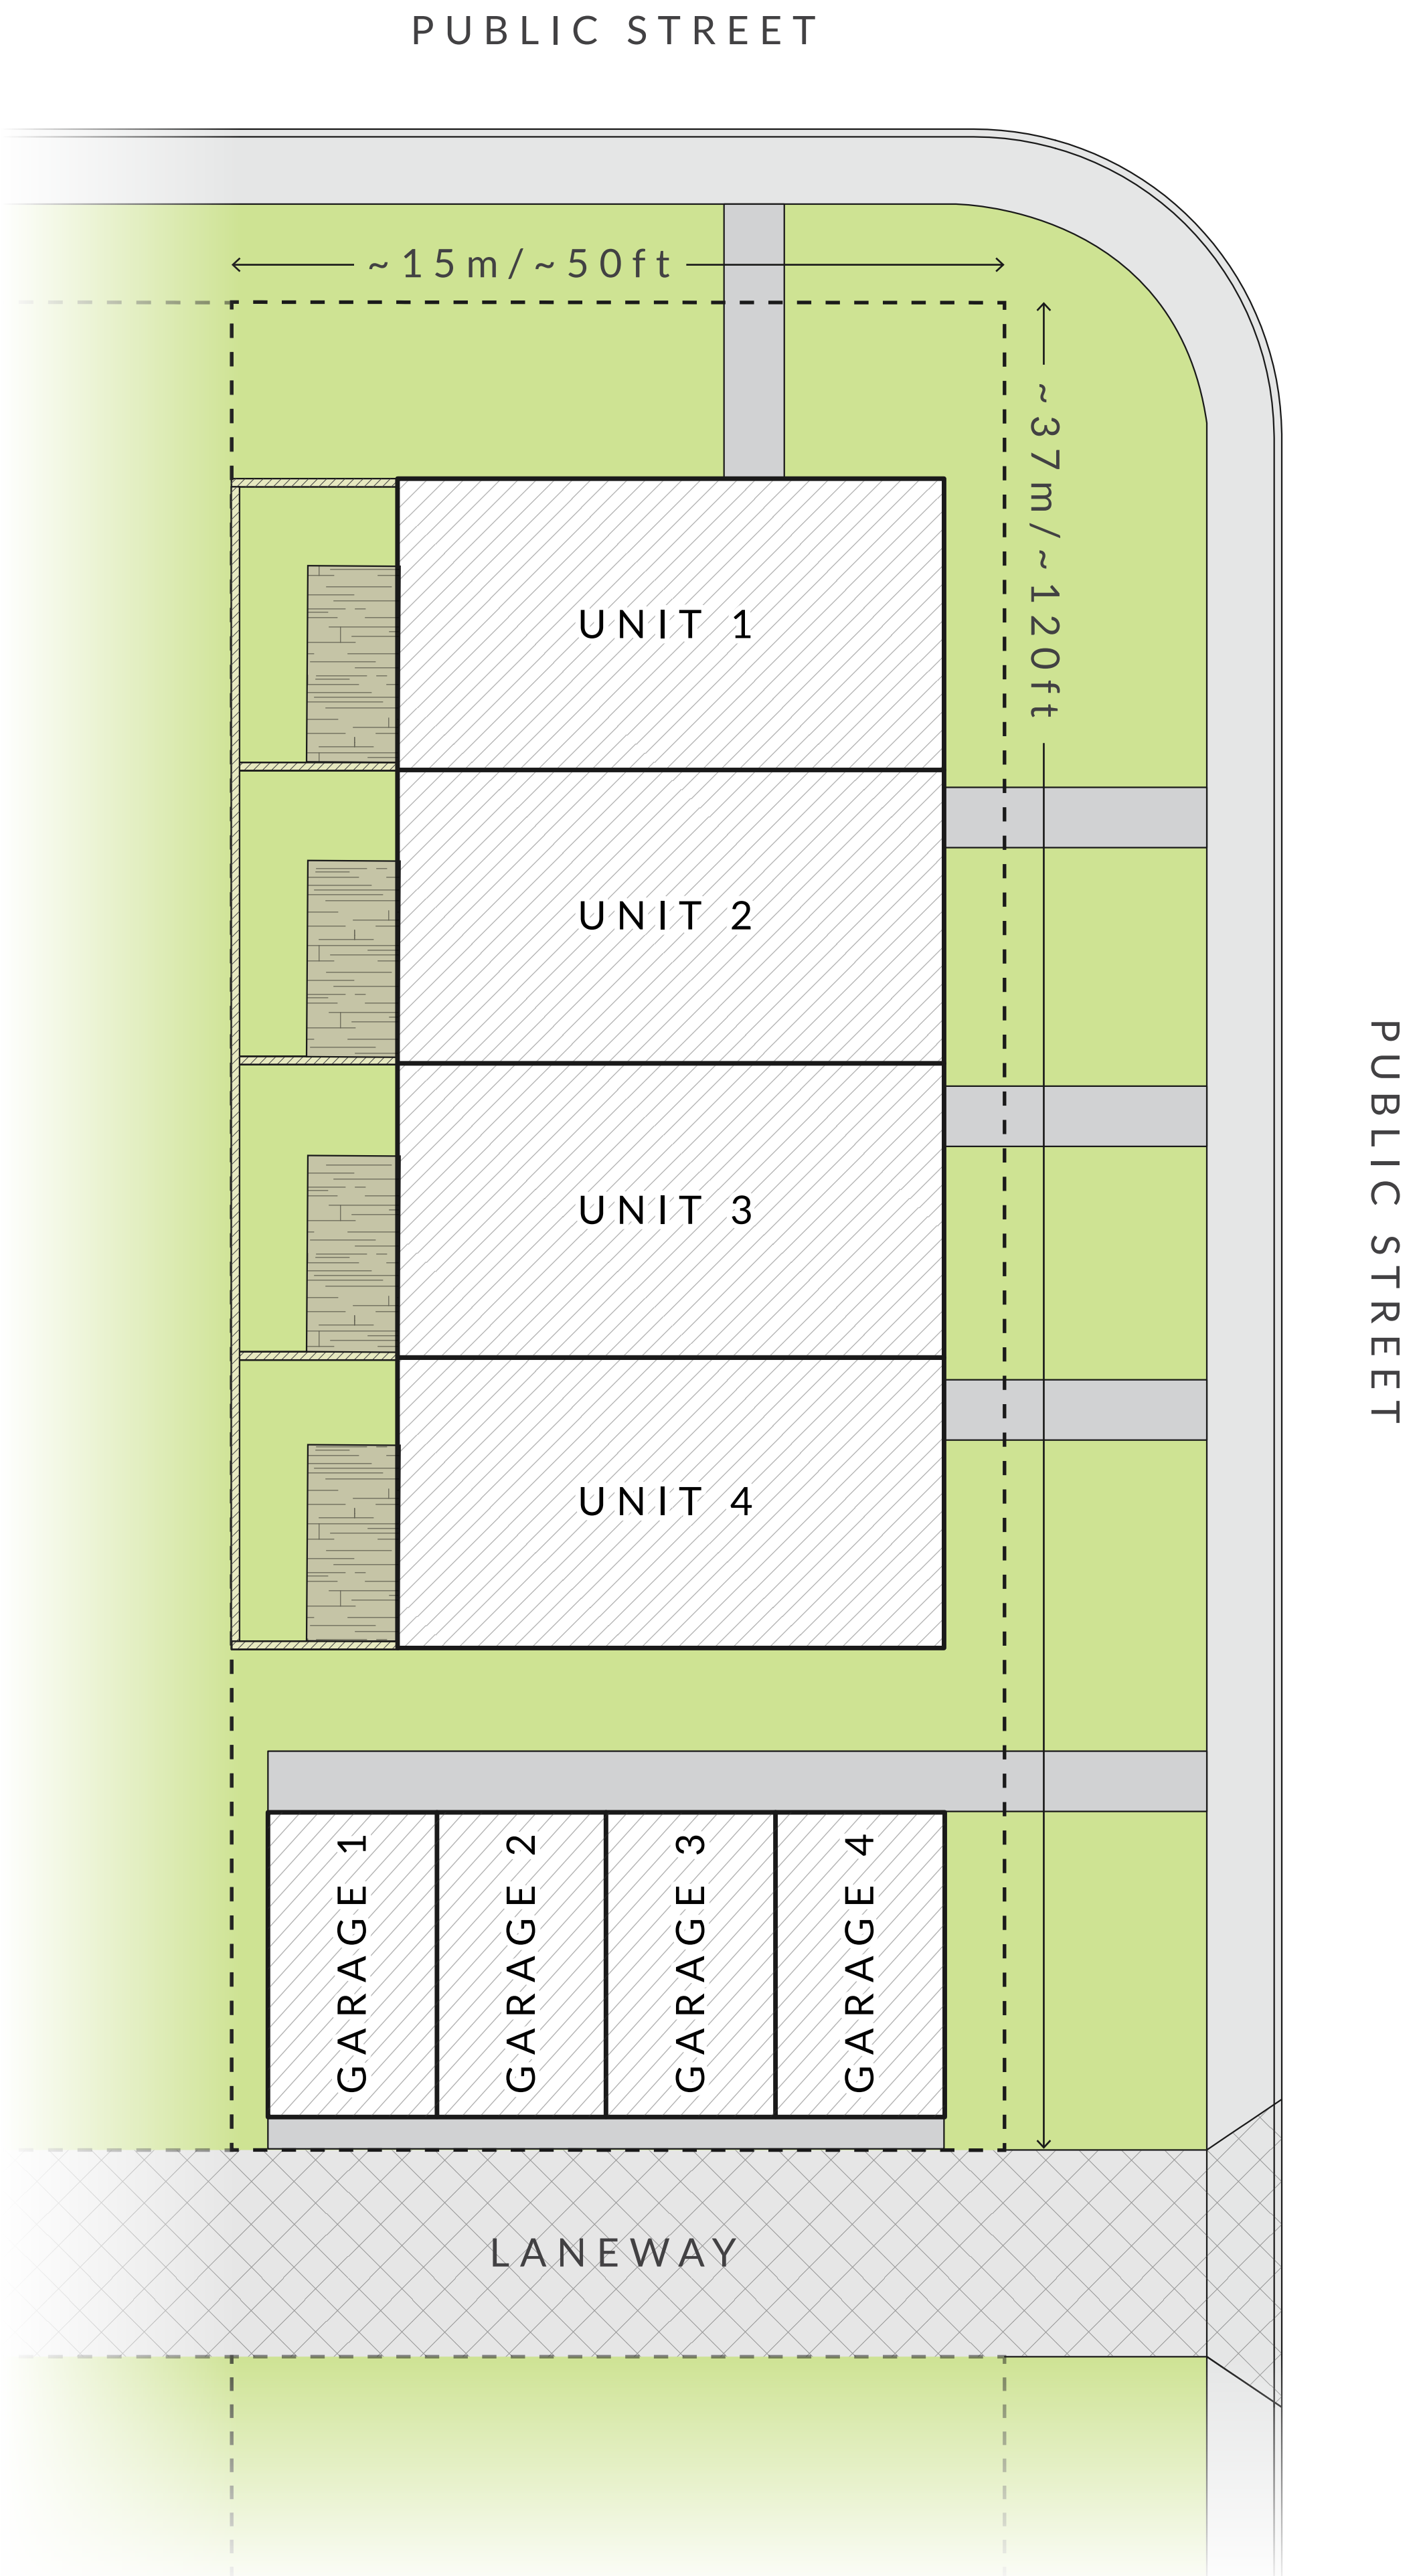 PUBLIC STREET
~15m/~50ft
~37m/~120ft
UNIT 1
UNIT 2
UNIT 3
UNIT 4
PUBLIC STREET
GARAGE 1
GARAGE 2
GARAGE 3
GARAGE 4
LANEWAY